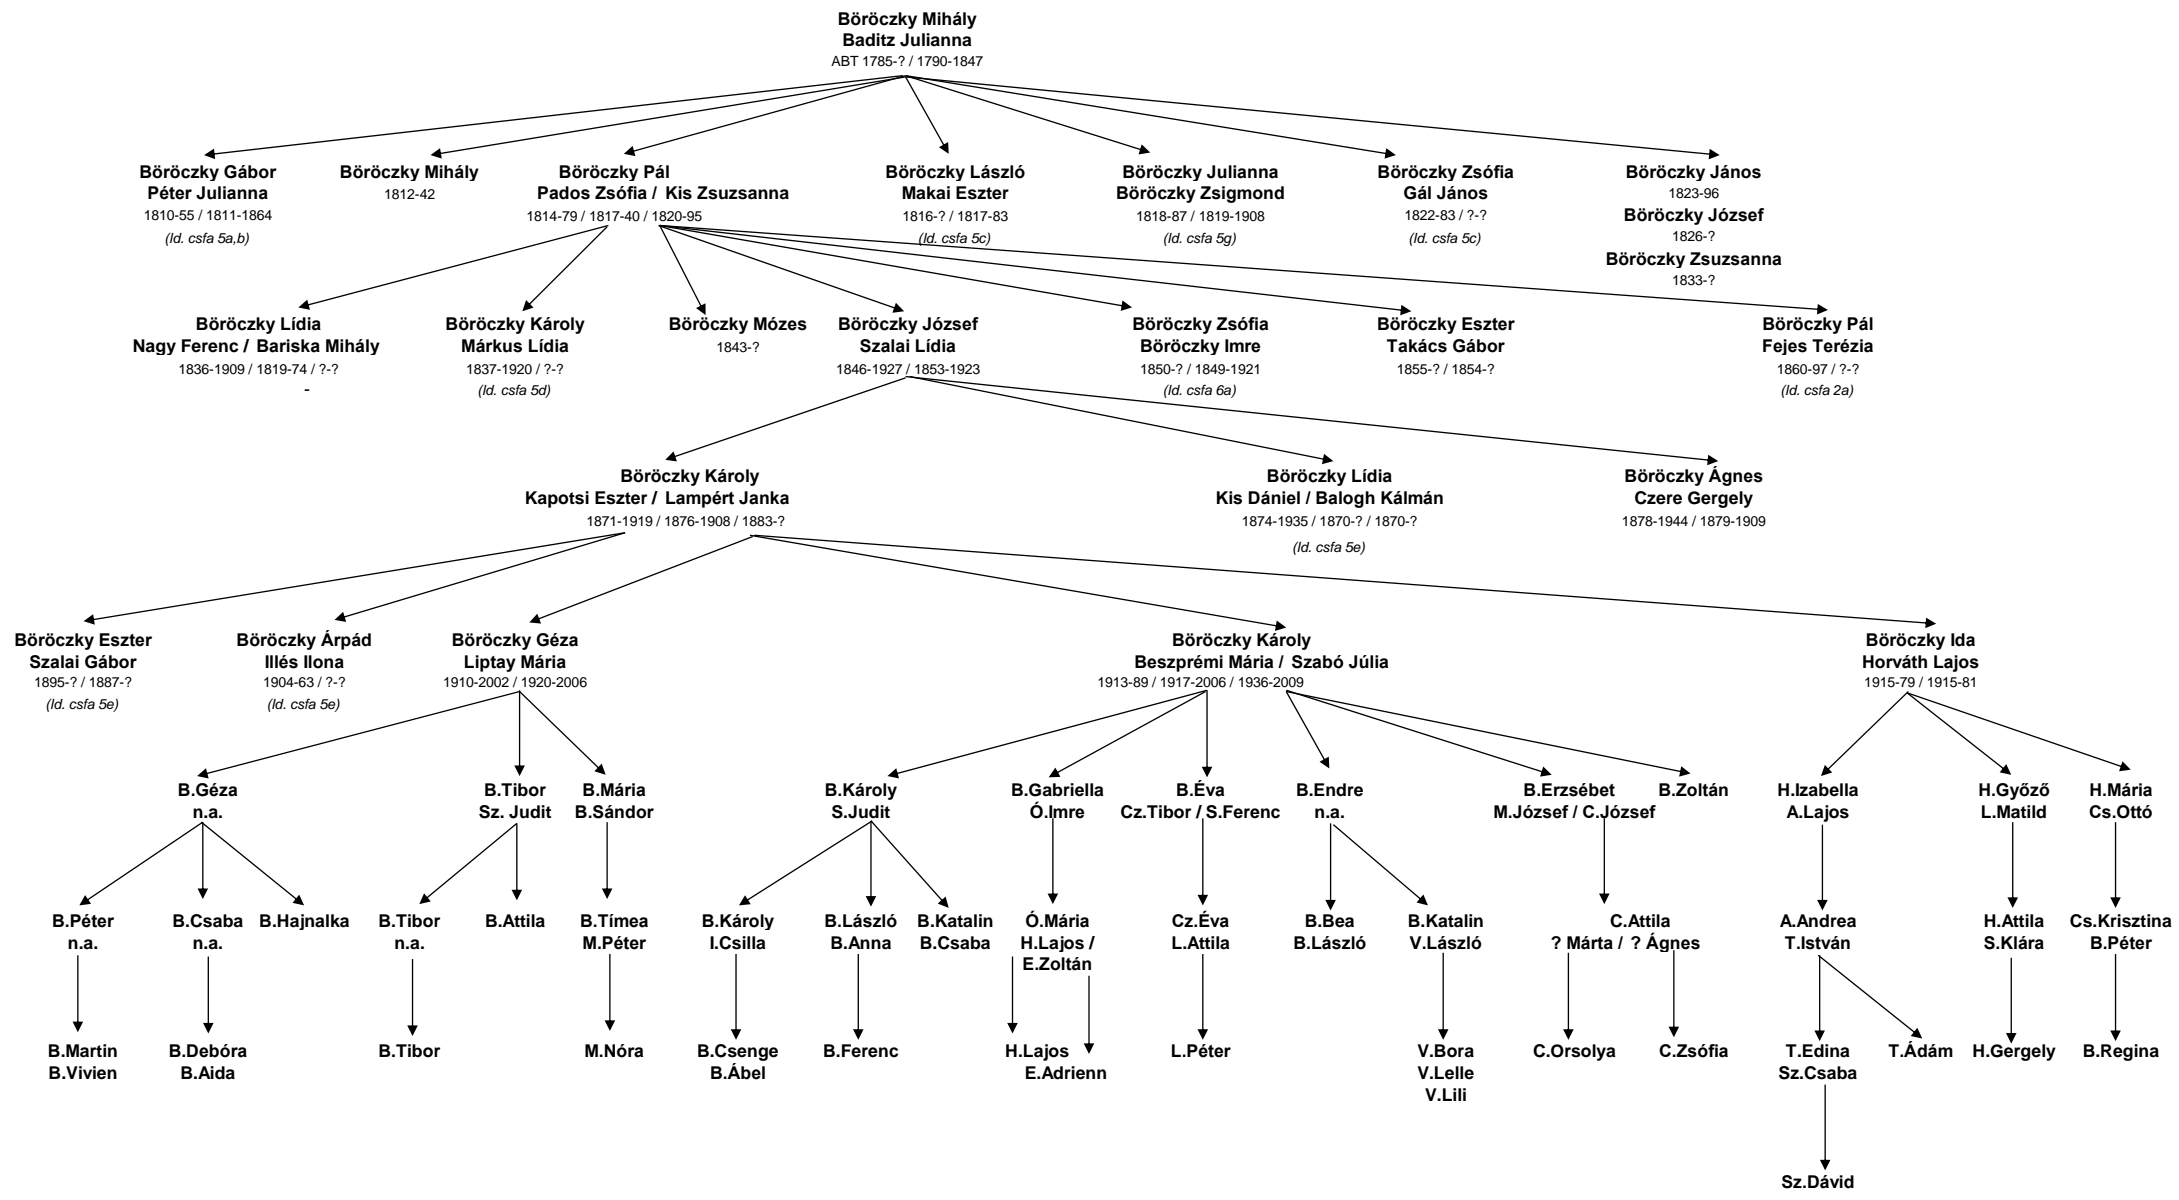 Böröczky Mihály
Baditz Julianna
ABT 1785-? / 1790-1847
Böröczky Gábor
Péter Julianna
1810-55 / 1811-1864
(ld. csfa 5a,b)
Böröczky Mihály
1812-42
Böröczky Pál
Pados Zsófia / Kis Zsuzsanna
1814-79 / 1817-40 / 1820-95
Böröczky László
Makai Eszter
1816-? / 1817-83
(ld. csfa 5c)
Böröczky Julianna
Böröczky Zsigmond
1818-87 / 1819-1908
(ld. csfa 5g)
Böröczky Zsófia
Gál János
1822-83 / ?-?
(ld. csfa 5c)
Böröczky János
1823-96
Böröczky József
1826-?
Böröczky Zsuzsanna
1833-?
Böröczky Lídia
Nagy Ferenc / Bariska Mihály
1836-1909 / 1819-74 / ?-?
-
Böröczky Károly
Márkus Lídia
1837-1920 / ?-?
(ld. csfa 5d)
Böröczky Mózes
1843-?
Böröczky József
Szalai Lídia
1846-1927 / 1853-1923
Böröczky Zsófia
Böröczky Imre
1850-? / 1849-1921
(ld. csfa 6a)
Böröczky Eszter
Takács Gábor
1855-? / 1854-?
Böröczky Pál
Fejes Terézia
1860-97 / ?-?
(ld. csfa 2a)
Böröczky Károly
Kapotsi Eszter / Lampért Janka
1871-1919 / 1876-1908 / 1883-?
Böröczky Lídia
Kis Dániel / Balogh Kálmán
1874-1935 / 1870-? / 1870-?
(ld. csfa 5e)
Böröczky Ágnes
Czere Gergely
1878-1944 / 1879-1909
Böröczky Eszter
Szalai Gábor
1895-? / 1887-?
(ld. csfa 5e)
Böröczky Árpád
Illés Ilona
1904-63 / ?-?
(ld. csfa 5e)
Böröczky Géza
Liptay Mária
1910-2002 / 1920-2006
Böröczky Károly
Beszprémi Mária / Szabó Júlia
1913-89 / 1917-2006 / 1936-2009
Böröczky Ida
Horváth Lajos
1915-79 / 1915-81
B.Géza
n.a.
B.Tibor
Sz. Judit
B.Mária
B.Sándor
B.Károly
S.Judit
B.Gabriella
Ó.Imre
B.Éva
Cz.Tibor / S.Ferenc
B.Endre
n.a.
B.Erzsébet
M.József / C.József
B.Zoltán
H.Izabella
A.Lajos
H.Győző
L.Matild
H.Mária
Cs.Ottó
B.Péter
n.a.
B.Csaba
n.a.
B.Hajnalka
B.Tibor
n.a.
B.Attila
B.Tímea
M.Péter
B.Károly
I.Csilla
B.László
B.Anna
B.Katalin
B.Csaba
Ó.Mária
H.Lajos /
E.Zoltán
Cz.Éva
L.Attila
B.Bea
B.László
B.Katalin
V.László
C.Attila
? Márta / ? Ágnes
A.Andrea
T.István
H.Attila
S.Klára
Cs.Krisztina
B.Péter
B.Martin
B.Vivien
B.Debóra
B.Aida
B.Tibor
M.Nóra
B.Csenge
B.Ábel
B.Ferenc
H.Lajos
E.Adrienn
L.Péter
V.Bora
V.Lelle
V.Lili
C.Orsolya
C.Zsófia
T.Edina
Sz.Csaba
T.Ádám
H.Gergely
B.Regina
Sz.Dávid